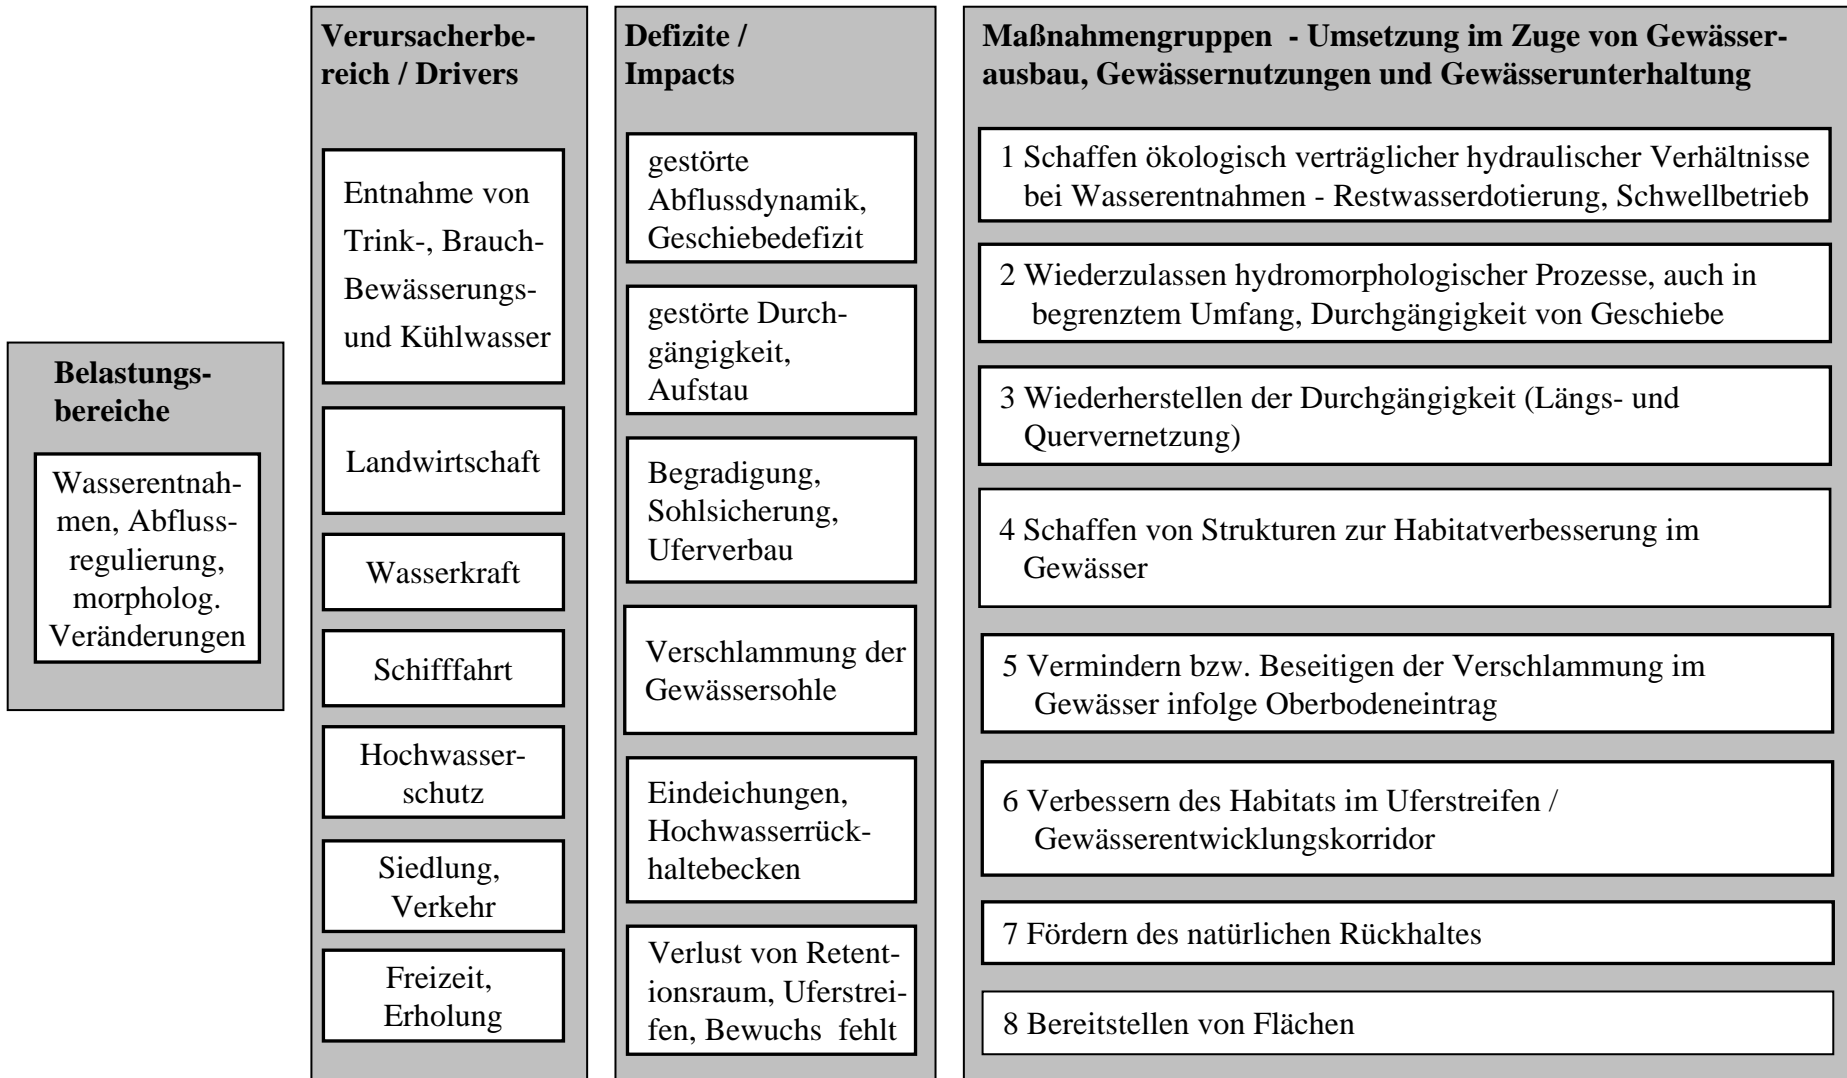 Belastungs-
bereiche
Wasserentnah-
men, Abfluss-
regulierung,
morpholog.
Veränderungen
Verursacherbe-
reich / Drivers
Entnahme von
Trink-, Brauch-
Bewässerungs-
und Kühlwasser
Landwirtschaft
Wasserkraft
Schifffahrt
Hochwasser-
schutz
Siedlung,
Verkehr
Freizeit,
Erholung
Defizite /
Impacts
gestörte
Abflussdynamik,
Geschiebedefizit
gestörte Durch-
gängigkeit,
Aufstau
Begradigung,
Sohlsicherung,
Uferverbau
Verschlammung der
Gewässersohle
Eindeichungen,
Hochwasserrück-
haltebecken
Verlust von Retent-
ionsraum, Uferstrei-
fen, Bewuchs fehlt
Maßnahmengruppen - Umsetzung im Zuge von Gewässer-
ausbau, Gewässernutzungen und Gewässerunterhaltung
1 Schaffen ökologisch verträglicher hydraulischer Verhältnisse
bei Wasserentnahmen - Restwasserdotierung, Schwellbetrieb
2 Wiederzulassen hydromorphologischer Prozesse, auch in
begrenztem Umfang, Durchgängigkeit von Geschiebe
3 Wiederherstellen der Durchgängigkeit (Längs- und
Quervernetzung)
4 Schaffen von Strukturen zur Habitatverbesserung im
Gewässer
5 Vermindern bzw. Beseitigen der Verschlammung im
Gewässer infolge Oberbodeneintrag
6 Verbessern des Habitats im Uferstreifen /
Gewässerentwicklungskorridor
7 Fördern des natürlichen Rückhaltes
8 Bereitstellen von Flächen